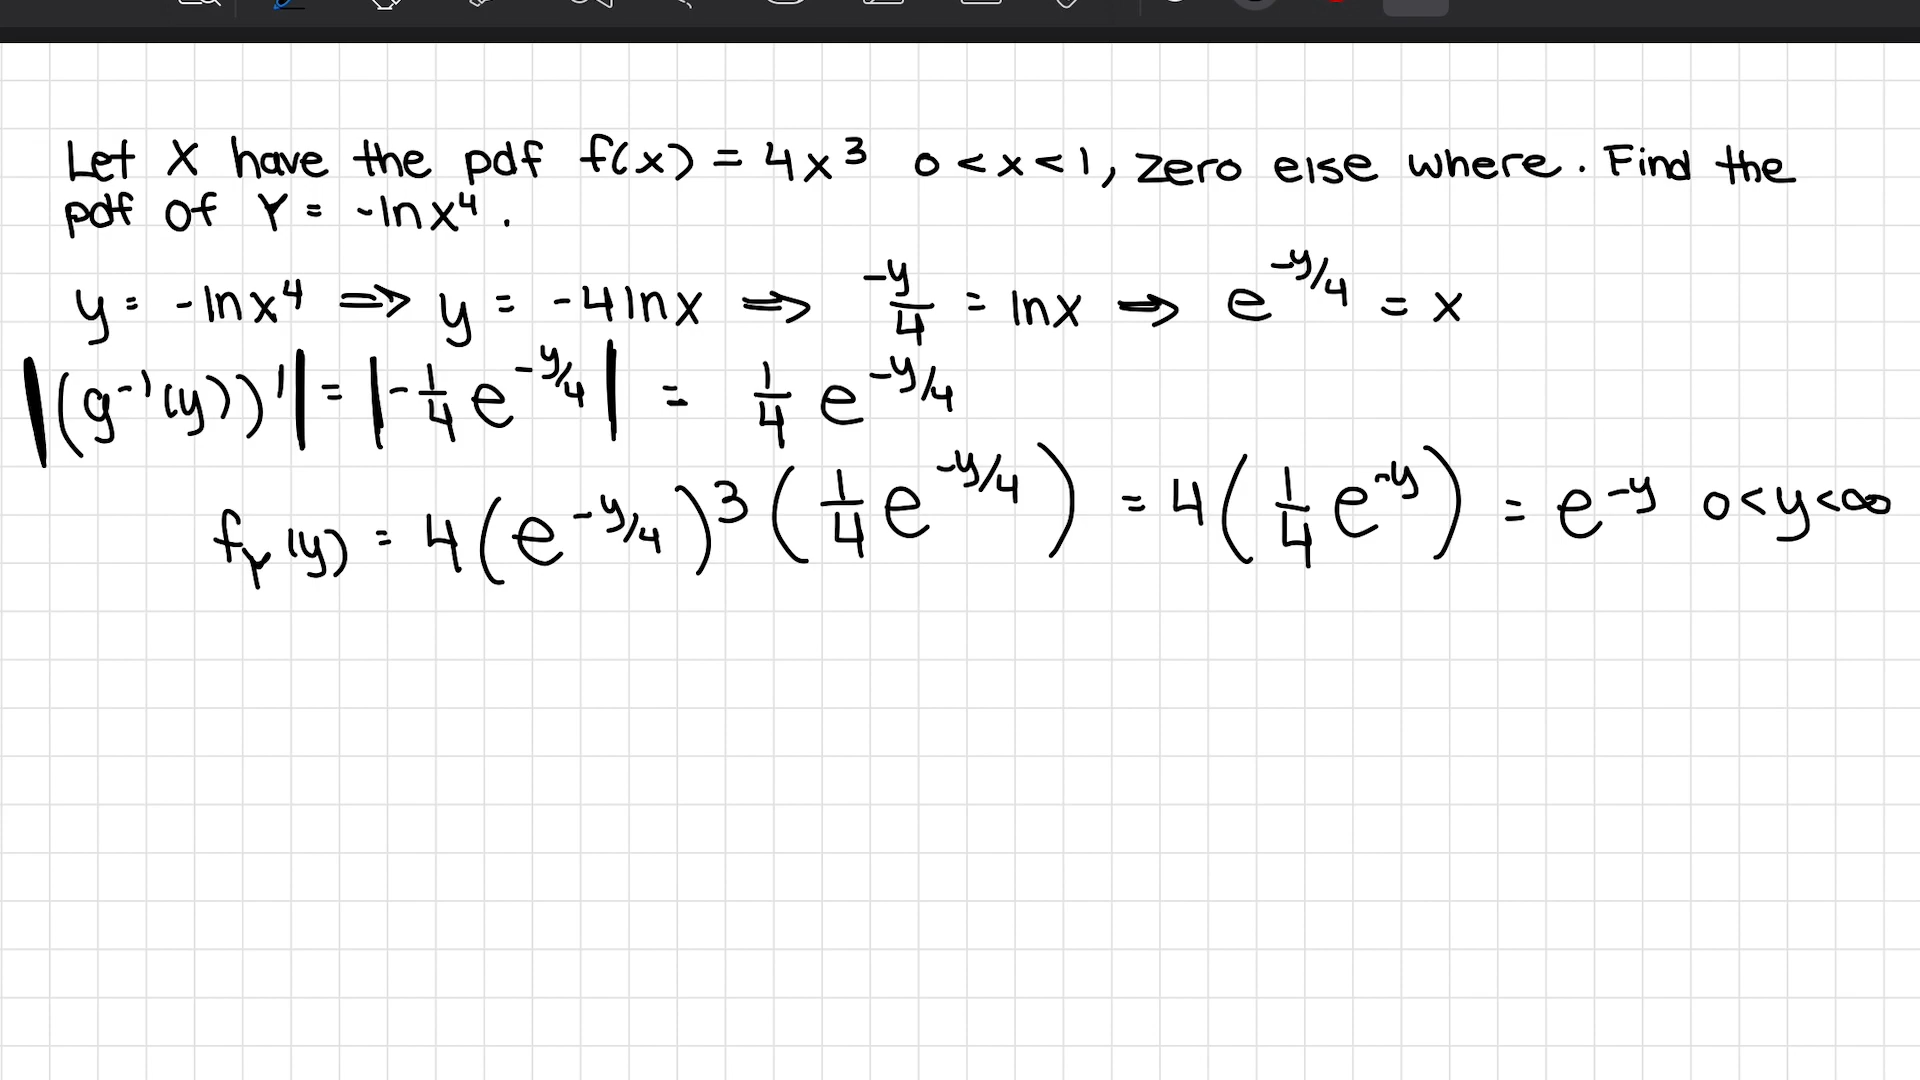 Let X have the pdf f(x) = 4x³ 0 < x < 1, zero else where. Find the
pdf of Y = -ln x⁴.
y = -ln x⁴ ⇒ y = -4 ln x ⇒ -y/4 = ln x ⇒ e^(-y/4) = x
|(g⁻¹(y))'| = |-1/4 e^(-y/4)| = 1/4 e^(-y/4)
f_Y(y) = 4(e^(-y/4))³ (1/4 e^(-y/4)) = 4(1/4 e^(-y)) = e^(-y) 0<y<∞